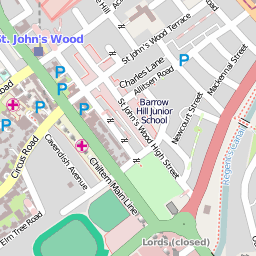 St. John's Wood Terrace
St. John's Wood
Charles Lane
Allitsen Road
Mackennal Street
Barrow
Hill Junior
School
St. John's Wood High Street
Newcourt Street
Regent's Canal
Circus Road
Cavendish Avenue
Chiltern Main Line
Elm Tree Road
Lords (closed)
P
P
P
P
P